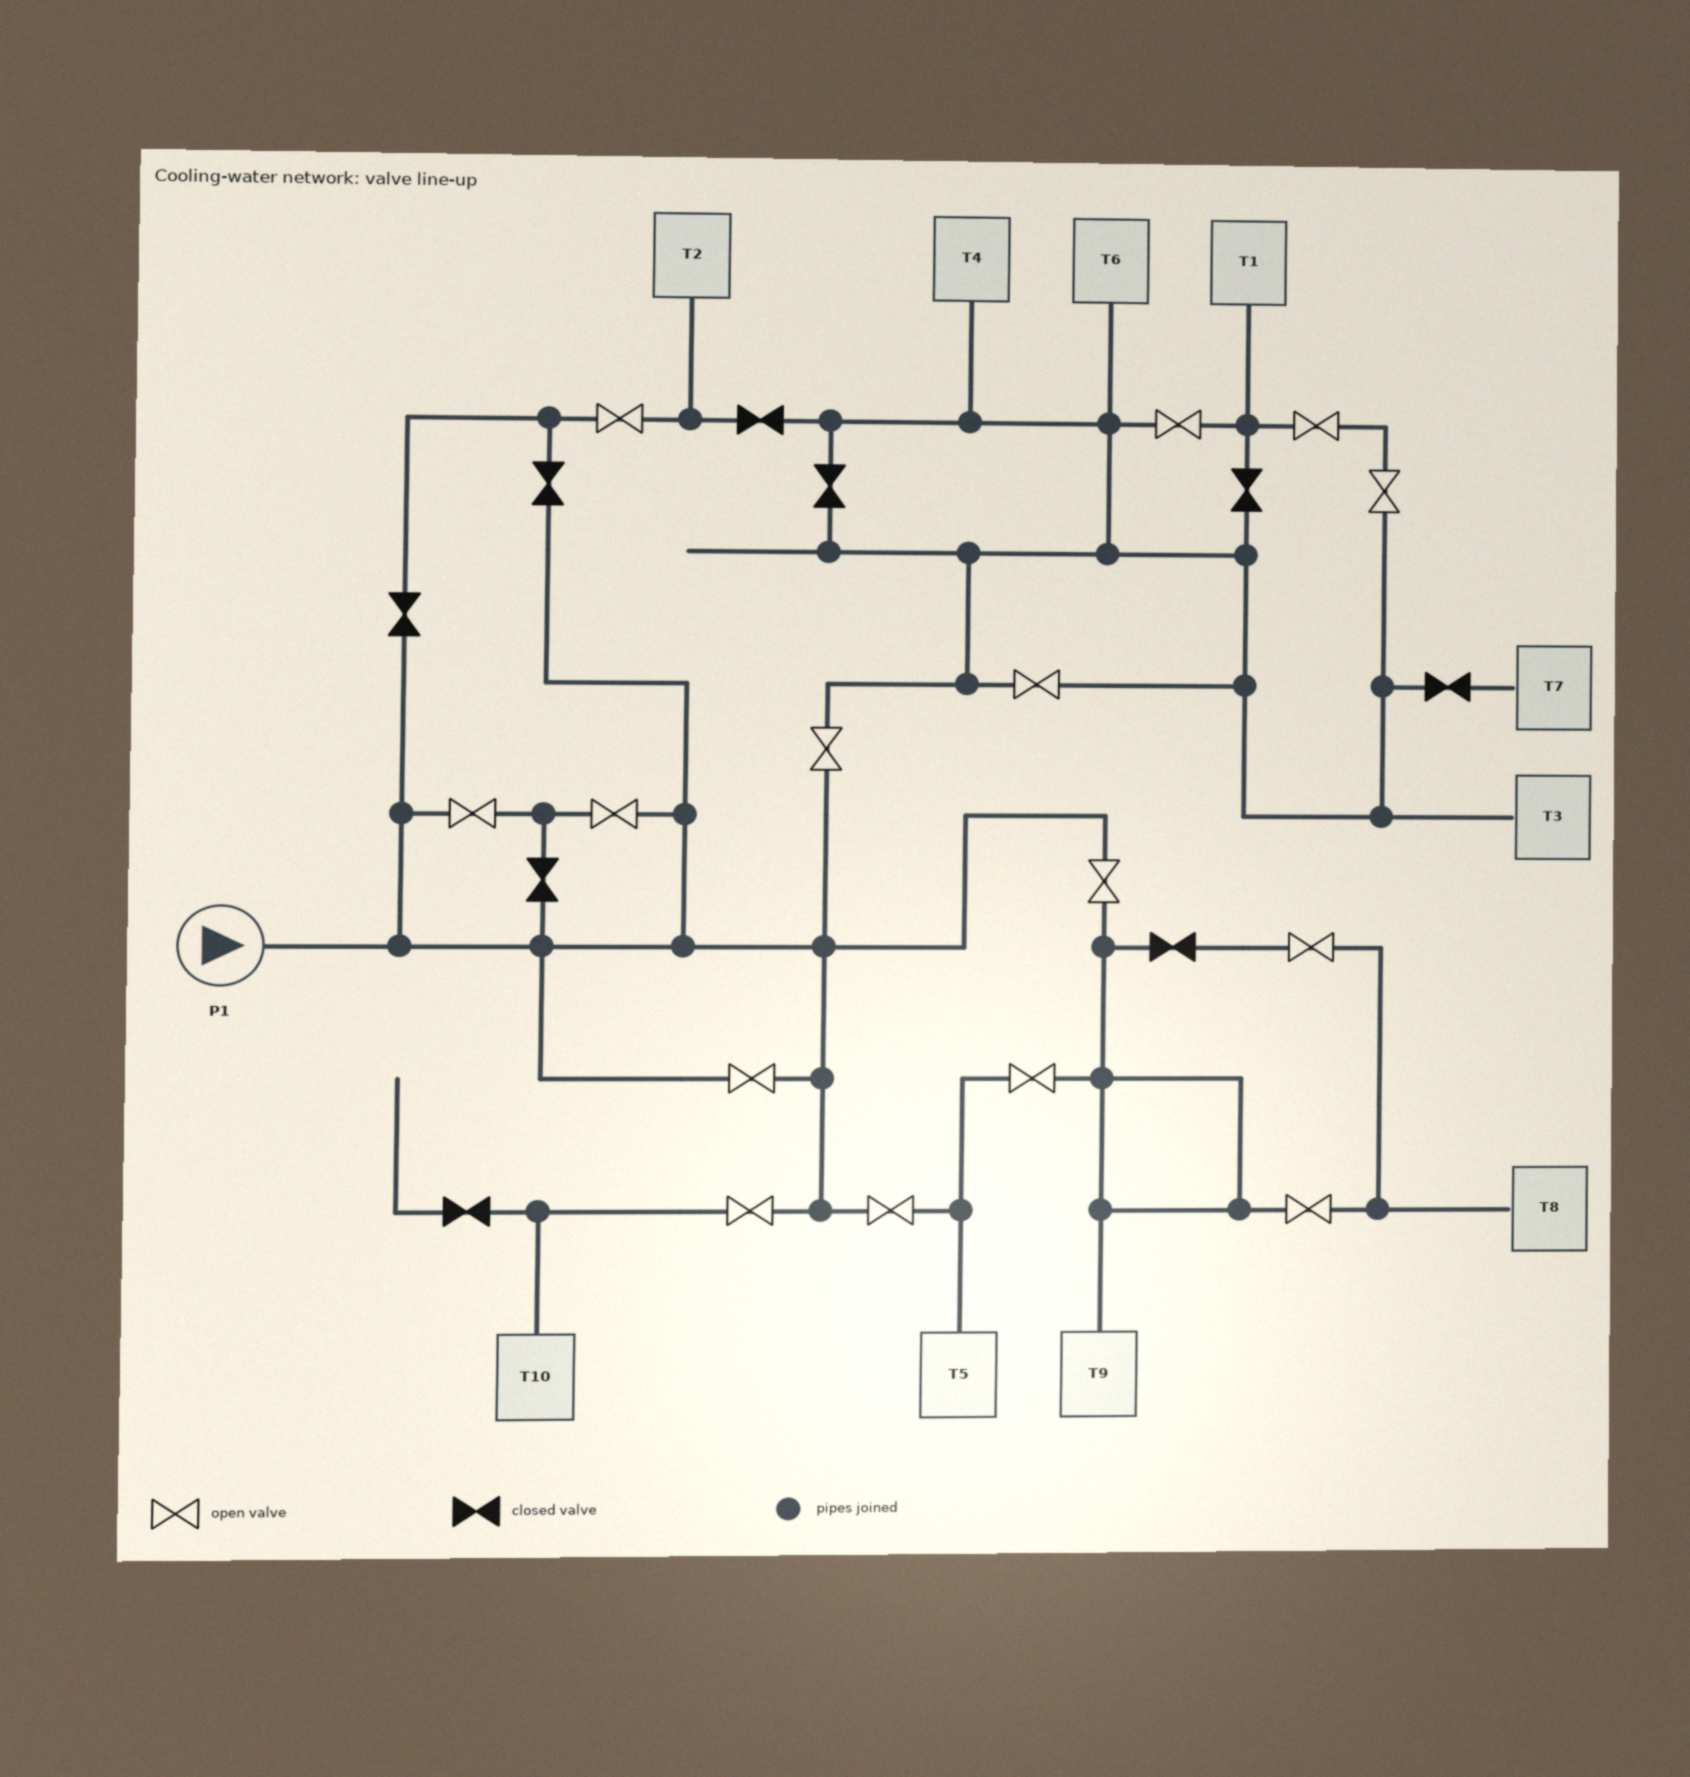 Cooling-water network: valve line-up
T2
T4
T6
T1
T7
T3
P1
T8
T10
T5
T9
open valve
closed valve
pipes joined